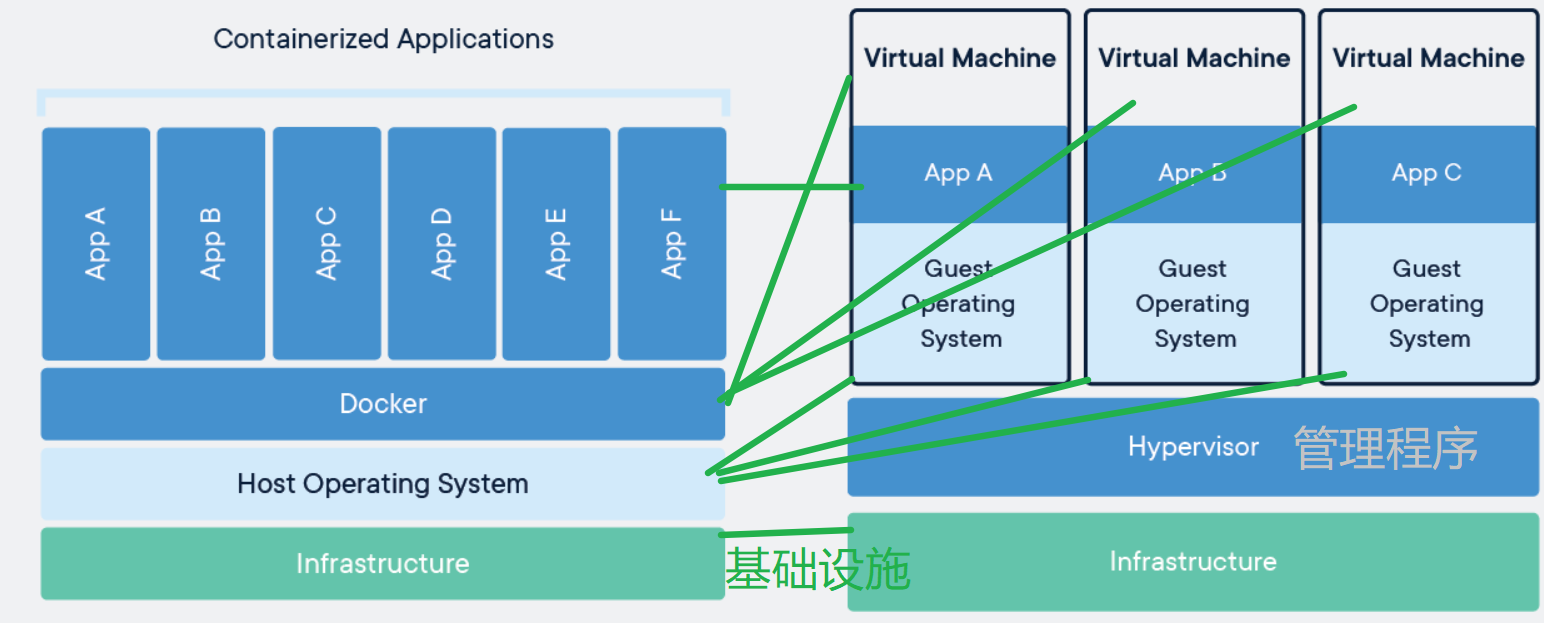 Containerized Applications
App A
App B
App C
App D
App E
App F
Docker
Host Operating System
Infrastructure
基础设施
Virtual Machine
App A
Guest
Operating
System
Virtual Machine
App B
Guest
Operating
System
Virtual Machine
App C
Guest
Operating
System
Hypervisor 管理程序
Infrastructure